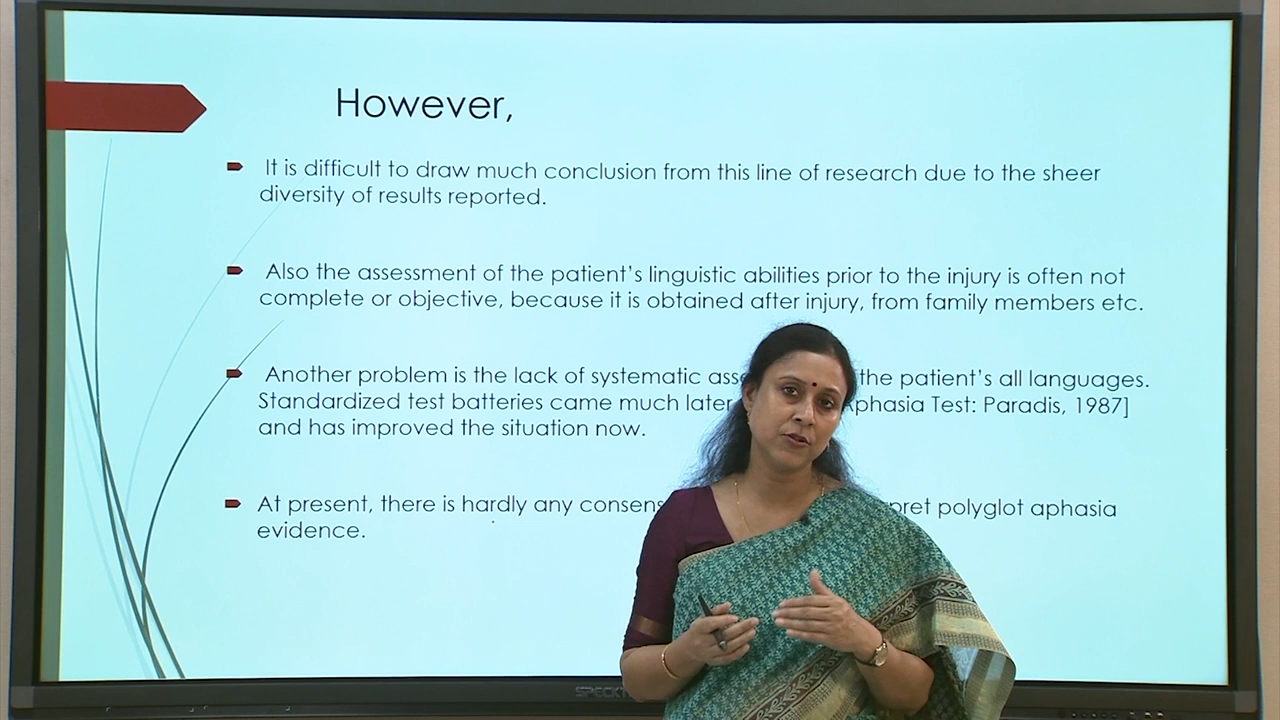 However,
It is difficult to draw much conclusion from this line of research due to the sheer
diversity of results reported.
Also the assessment of the patient's linguistic abilities prior to the injury is often not
complete or objective, because it is obtained after injury, from family members etc.
Another problem is the lack of systematic the patient's all languages.
Standardized test batteries came much later Aphasia Test: Paradis, 1987]
and has improved the situation now.
At present, there is hardly any polyglot aphasia
evidence.